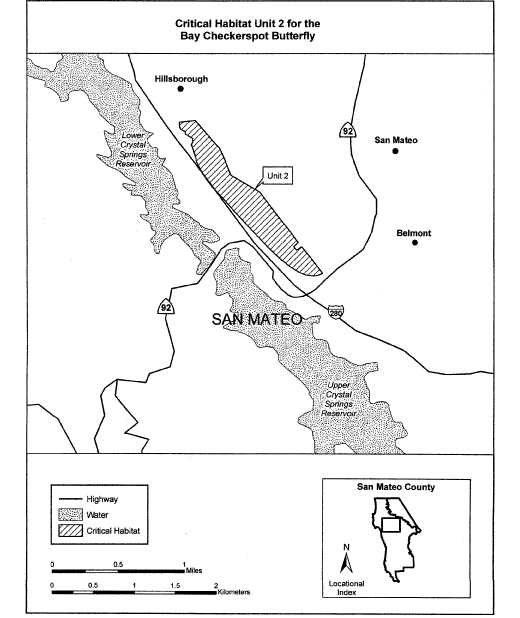 Critical Habitat Unit 2 for the
Bay Checkerspot Butterfly
Hillsborough
92
San Mateo
Lower
Crystal
Springs
Reservoir
Unit 2
Belmont
92
SAN MATEO
280
Upper
Crystal
Springs
Reservoir
Highway
Water
Critical Habitat
0 0.5 1
Miles
0 0.5 1 1.5 2
Kilometers
San Mateo County
N
Locational
Index